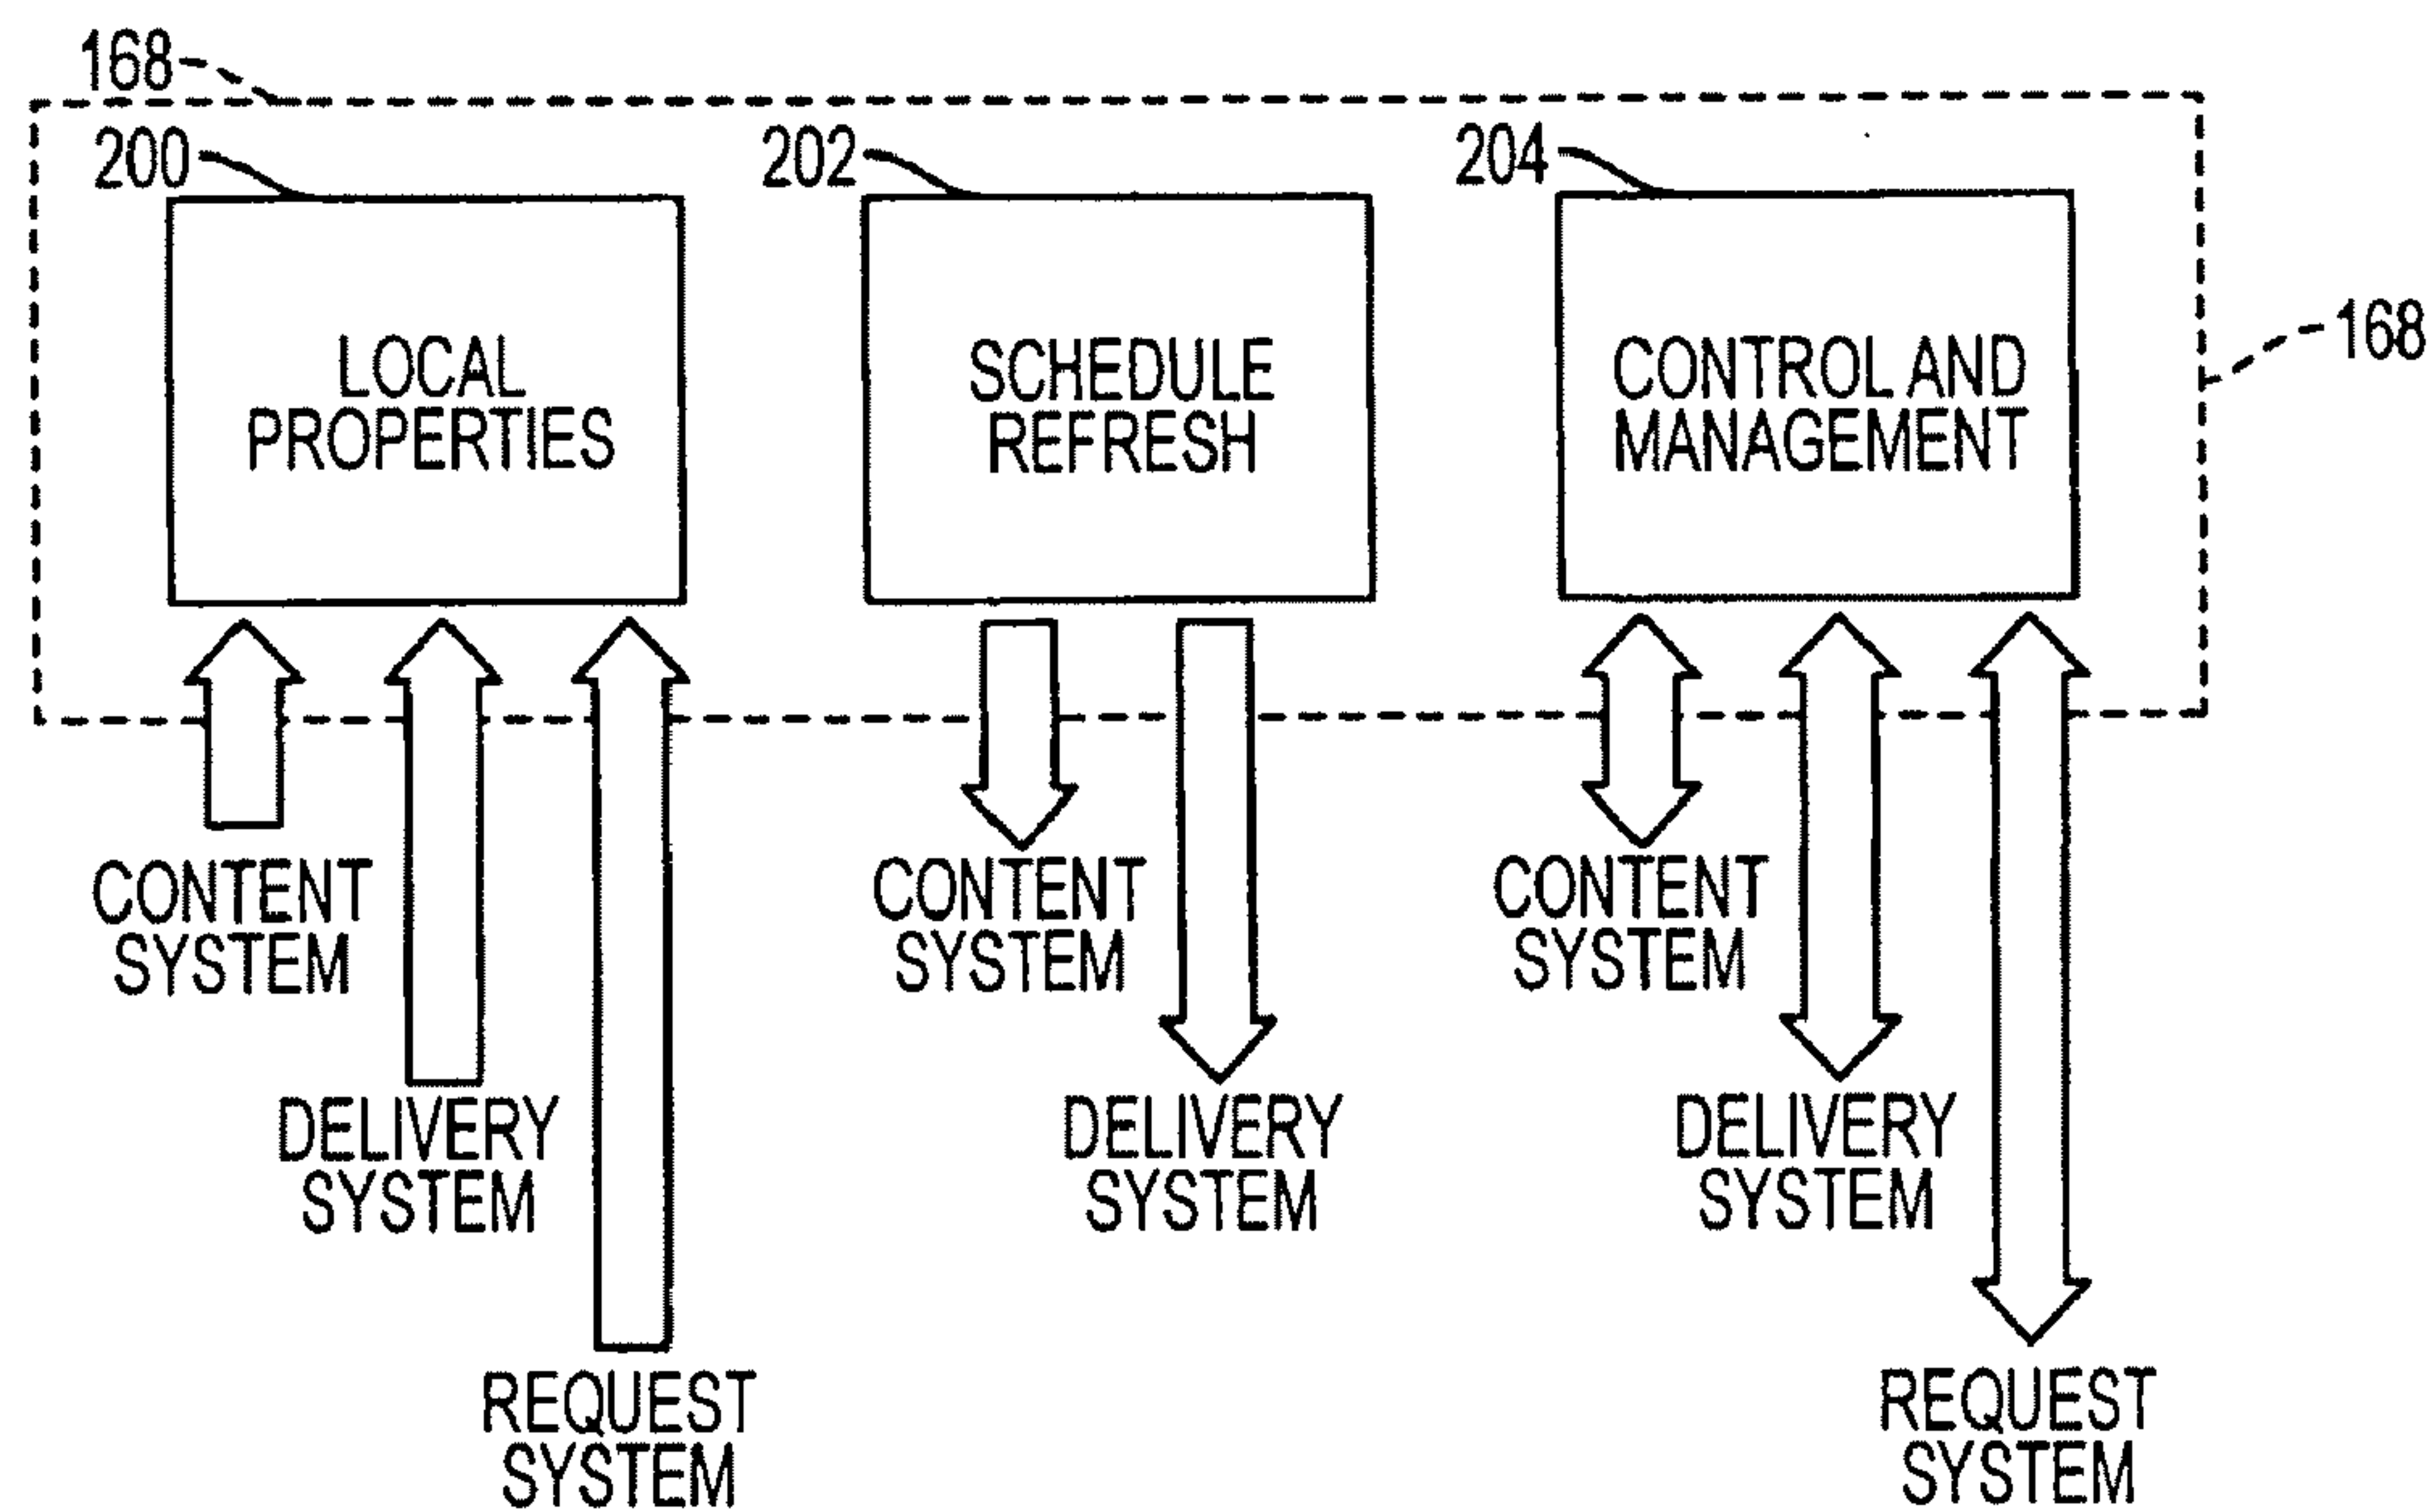 168
200
202
204
LOCAL
PROPERTIES
SCHEDULE
REFRESH
CONTROL AND
MANAGEMENT
168
CONTENT
SYSTEM
CONTENT
SYSTEM
CONTENT
SYSTEM
DELIVERY
SYSTEM
DELIVERY
SYSTEM
DELIVERY
SYSTEM
REQUEST
SYSTEM
REQUEST
SYSTEM